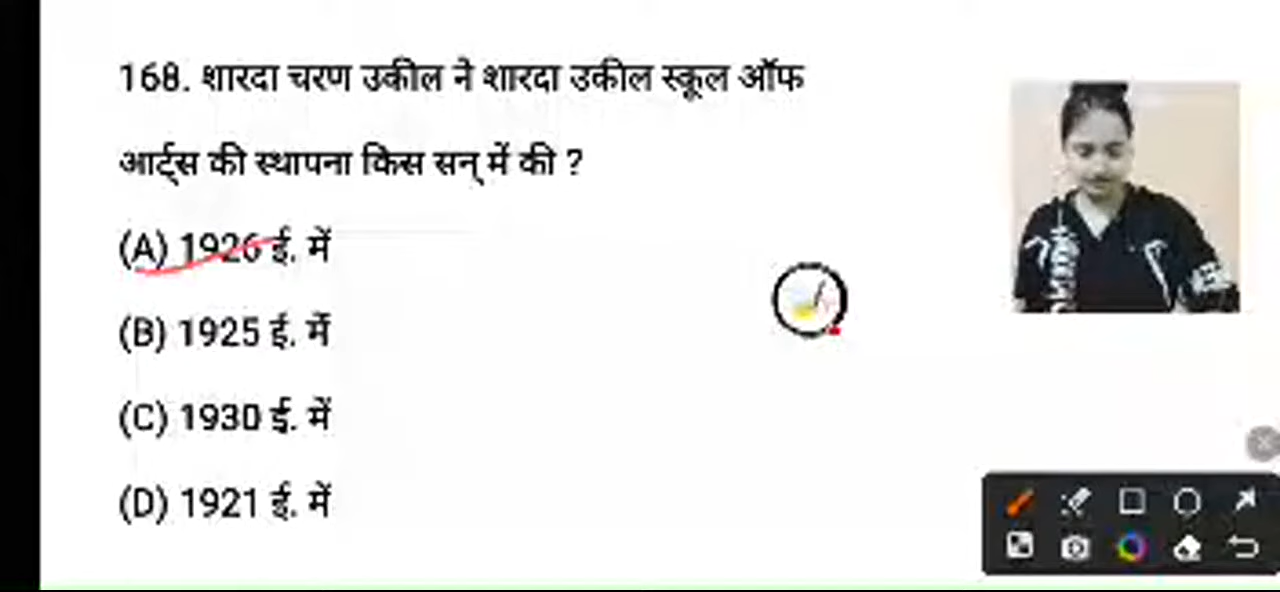 168. शारदा चरण उकील ने शारदा उकील स्कूल ऑफ
आर्ट्स की स्थापना किस सन् में की ?
(A) 1926 ई. में
(B) 1925 ई. में
(C) 1930 ई. में
(D) 1921 ई. में